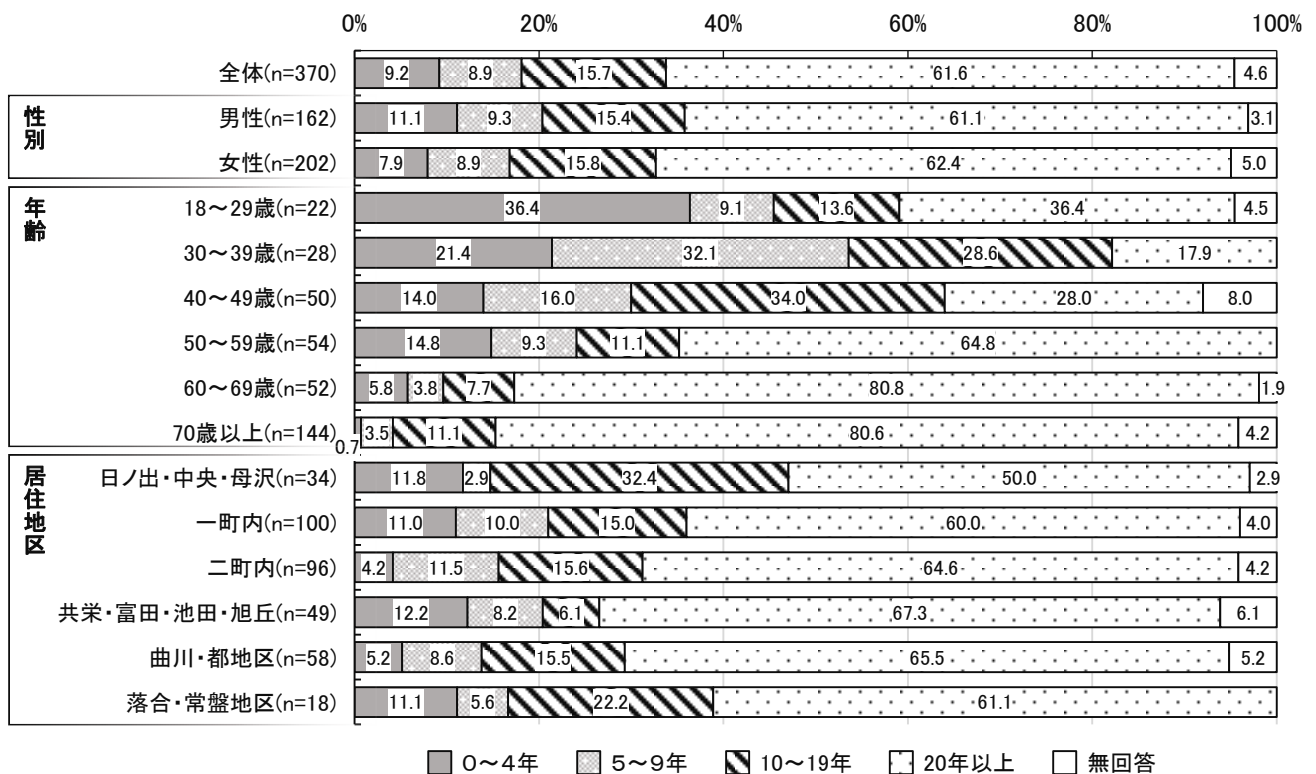 0% 20% 40% 60% 80% 100%
全体(n=370) 9.2 8.9 15.7 61.6 4.6
性別
男性(n=162) 11.1 9.3 15.4 61.1 3.1
女性(n=202) 7.9 8.9 15.8 62.4 5.0
年齢
18～29歳(n=22) 36.4 9.1 13.6 36.4 4.5
30～39歳(n=28) 21.4 32.1 28.6 17.9
40～49歳(n=50) 14.0 16.0 34.0 28.0 8.0
50～59歳(n=54) 14.8 9.3 11.1 64.8
60～69歳(n=52) 5.8 3.8 7.7 80.8 1.9
70歳以上(n=144) 0.7 3.5 11.1 80.6 4.2
居住地区
日ノ出・中央・母沢(n=34) 11.8 2.9 32.4 50.0 2.9
一町内(n=100) 11.0 10.0 15.0 60.0 4.0
二町内(n=96) 4.2 11.5 15.6 64.6 4.2
共栄・富田・池田・旭丘(n=49) 12.2 8.2 6.1 67.3 6.1
曲川・都地区(n=58) 5.2 8.6 15.5 65.5 5.2
落合・常盤地区(n=18) 11.1 5.6 22.2 61.1
０～４年 ５～９年 10～19年 20年以上 無回答